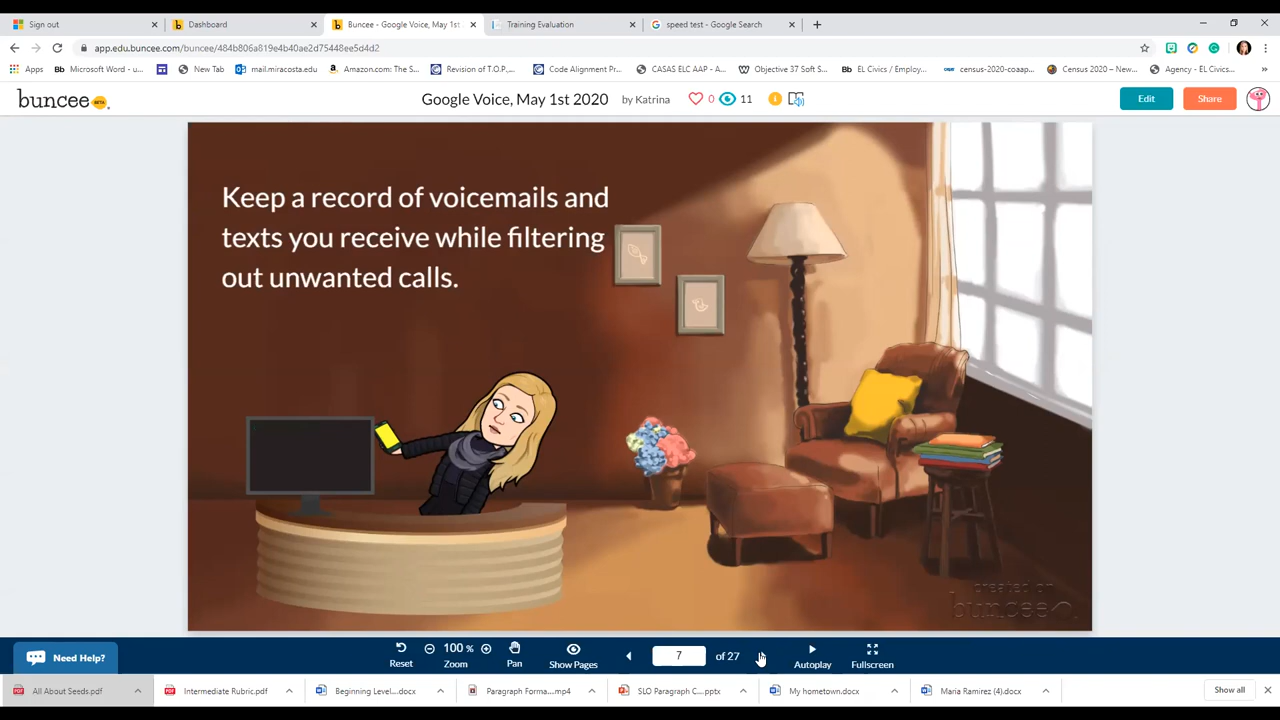 Sign out
Dashboard
Buncee - Google Voice, May 1st
Training Evaluation
speed test - Google Search
app.edu.buncee.com/buncee/484b806a819e4b40ae2d75448ee5d4d2
Apps
Microsoft Word - u...
New Tab
mail.miracosta.edu
Amazon.com: The S...
Revision of T.O.P....
Code Alignment Pr...
CASAS ELC AAP - A...
Objective 37 Soft S...
EL Civics / Employ...
census-2020-coaap...
Census 2020 – New...
Agency - EL Civics...
buncee BETA
Google Voice, May 1st 2020 by Katrina 0 11
Edit
Share
Keep a record of voicemails and
texts you receive while filtering
out unwanted calls.
created on
buncee
Need Help?
Reset
100 %
Zoom
Pan
Show Pages
7 of 27
Autoplay
Fullscreen
All About Seeds.pdf
Intermediate Rubric....pdf
Beginning Level....docx
Paragraph Forma....mp4
SLO Paragraph C....pptx
My hometown.docx
Maria Ramirez (4).docx
Show all